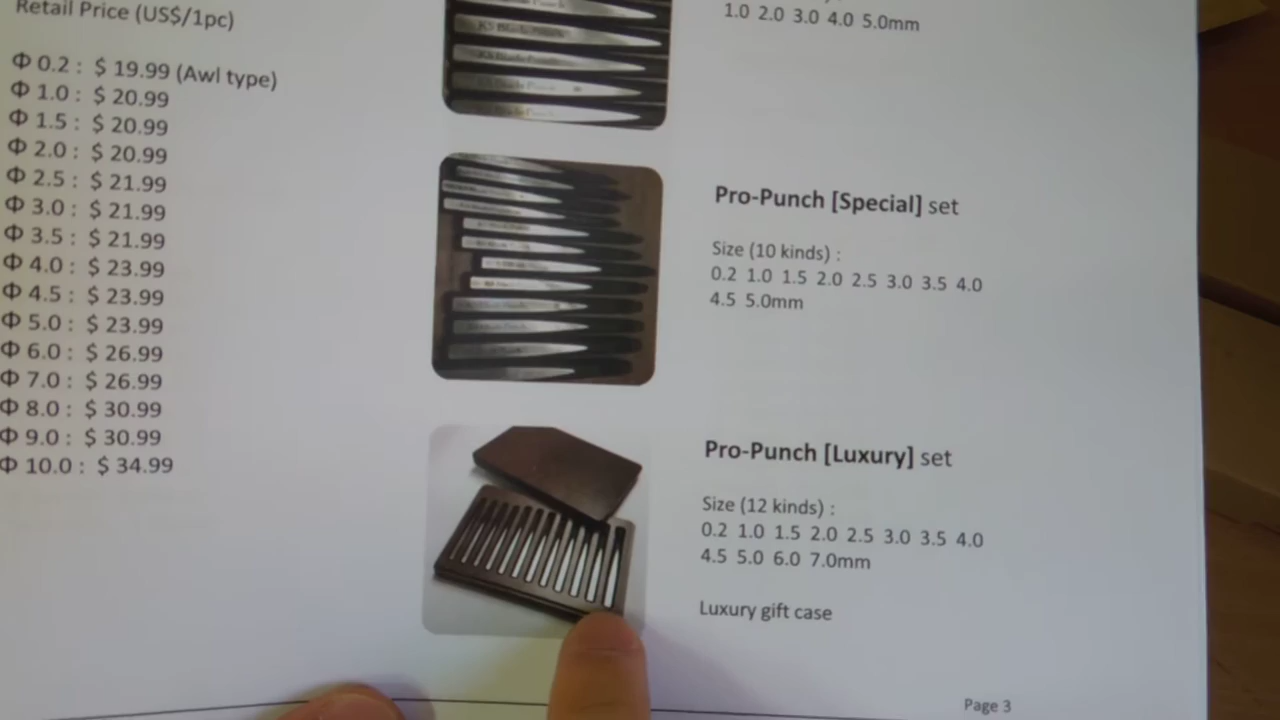 Retail Price (US$/1pc)
Φ 0.2 : $ 19.99 (Awl type)
Φ 1.0 : $ 20.99
Φ 1.5 : $ 20.99
Φ 2.0 : $ 20.99
Φ 2.5 : $ 21.99
Φ 3.0 : $ 21.99
Φ 3.5 : $ 21.99
Φ 4.0 : $ 23.99
Φ 4.5 : $ 23.99
Φ 5.0 : $ 23.99
Φ 6.0 : $ 26.99
Φ 7.0 : $ 26.99
Φ 8.0 : $ 30.99
Φ 9.0 : $ 30.99
Φ 10.0 : $ 34.99
1.0 2.0 3.0 4.0 5.0mm
Pro-Punch [Special] set
Size (10 kinds) :
0.2 1.0 1.5 2.0 2.5 3.0 3.5 4.0
4.5 5.0mm
Pro-Punch [Luxury] set
Size (12 kinds) :
0.2 1.0 1.5 2.0 2.5 3.0 3.5 4.0
4.5 5.0 6.0 7.0mm
Luxury gift case
Page 3